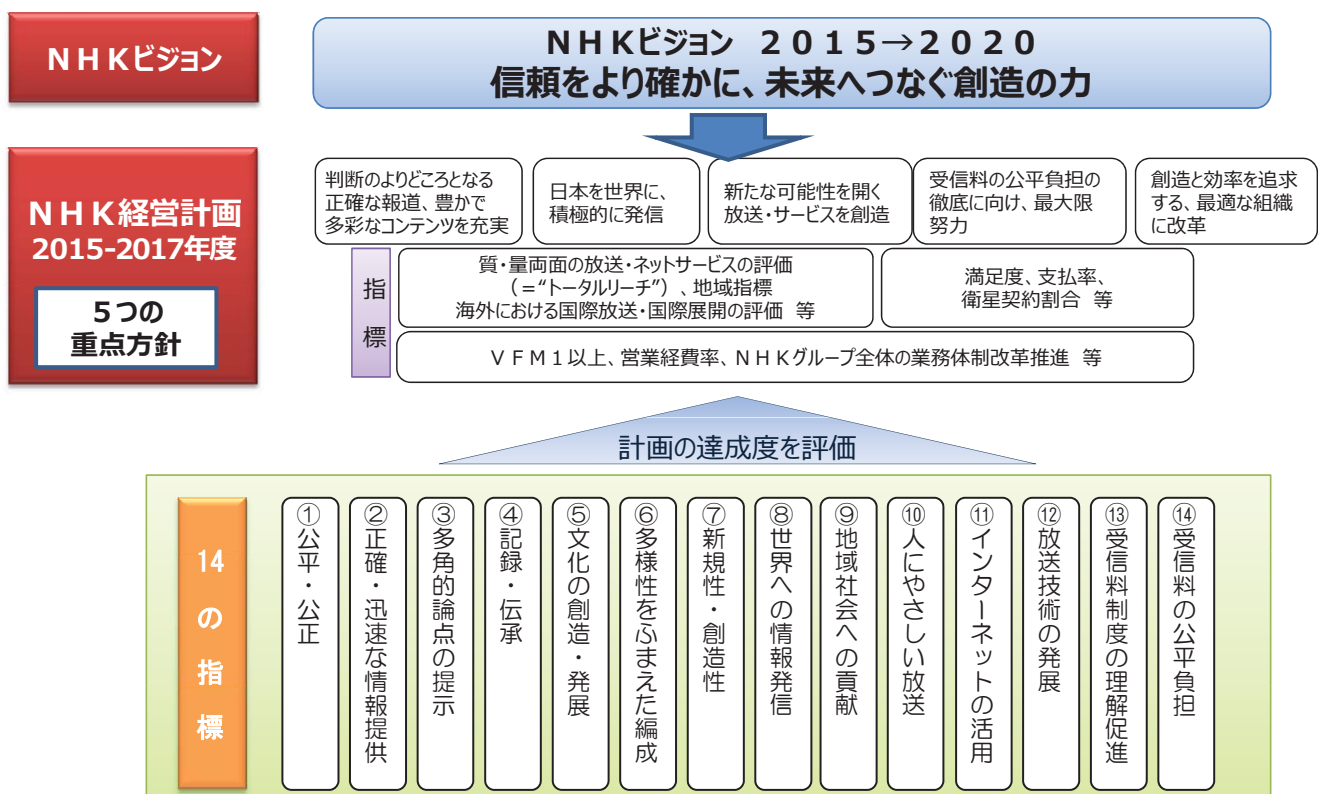 NHKビジョン
NHKビジョン 2015→2020
信頼をより確かに、未来へつなぐ創造の力
NHK経営計画
2015-2017年度
5つの
重点方針
判断のよりどころとなる
正確な報道、豊かで
多彩なコンテンツを充実
日本を世界に、
積極的に発信
新たな可能性を開く
放送・サービスを創造
受信料の公平負担の
徹底に向け、最大限
努力
創造と効率を追求
する、最適な組織
に改革
指標
質・量両面の放送・ネットサービスの評価
(="トータルリーチ")、地域指標
海外における国際放送・国際展開の評価 等
満足度、支払率、
衛星契約割合 等
VFM1以上、営業経費率、NHKグループ全体の業務体制改革推進 等
計画の達成度を評価
14の指標
①公平・公正
②正確・迅速な情報提供
③多角的論点の提示
④記録・伝承
⑤文化の創造・発展
⑥多様性をふまえた編成
⑦新規性・創造性
⑧世界への情報発信
⑨地域社会への貢献
⑩人にやさしい放送
⑪インターネットの活用
⑫放送技術の発展
⑬受信料制度の理解促進
⑭受信料の公平負担